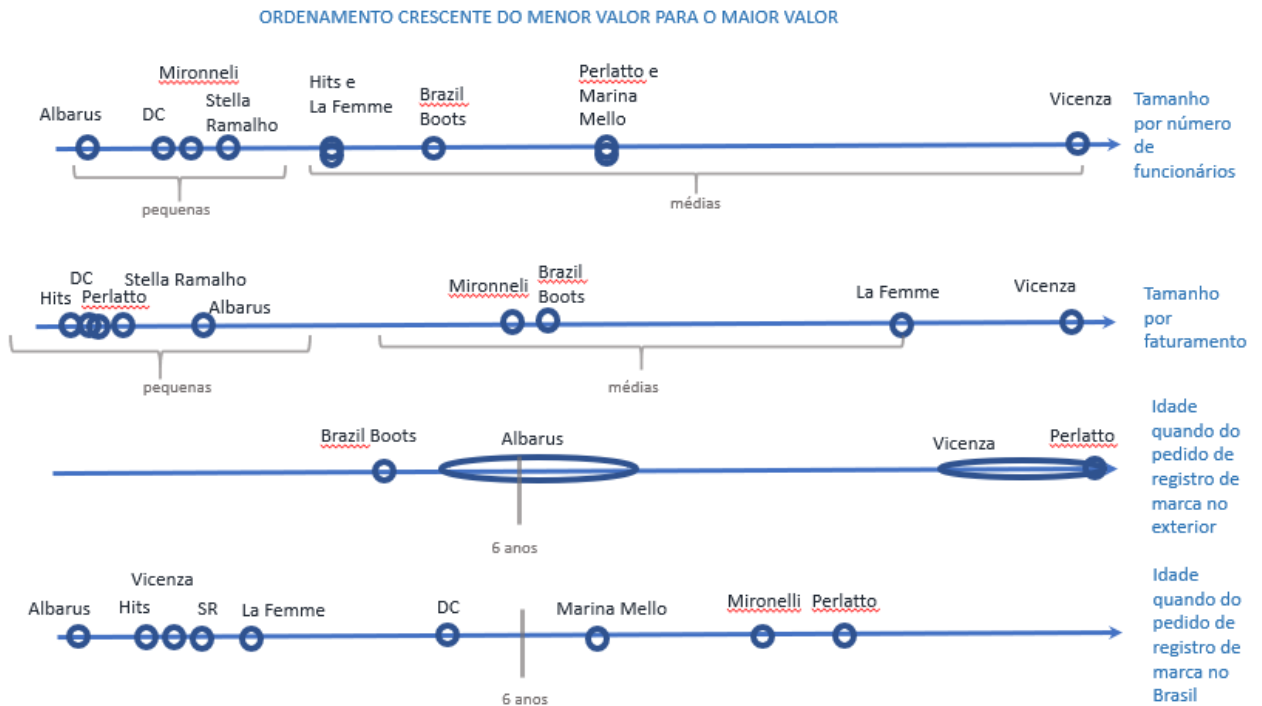 ORDENAMENTO CRESCENTE DO MENOR VALOR PARA O MAIOR VALOR
Albarus
DC
Mironneli
Stella
Ramalho
Hits e
La Femme
Brazil
Boots
Perlatto e
Marina
Mello
Vicenza
Tamanho
por número
de
funcionários
pequenas
médias
Hits
DC
Perlatto
Stella Ramalho
Albarus
Mironneli
Brazil
Boots
La Femme
Vicenza
Tamanho
por
faturamento
pequenas
médias
Brazil Boots
Albarus
Vicenza
Perlatto
6 anos
Idade
quando do
pedido de
registro de
marca no
exterior
Albarus
Hits
Vicenza
SR
La Femme
DC
Marina Mello
Mironelli
Perlatto
6 anos
Idade
quando do
pedido de
registro de
marca no
Brasil